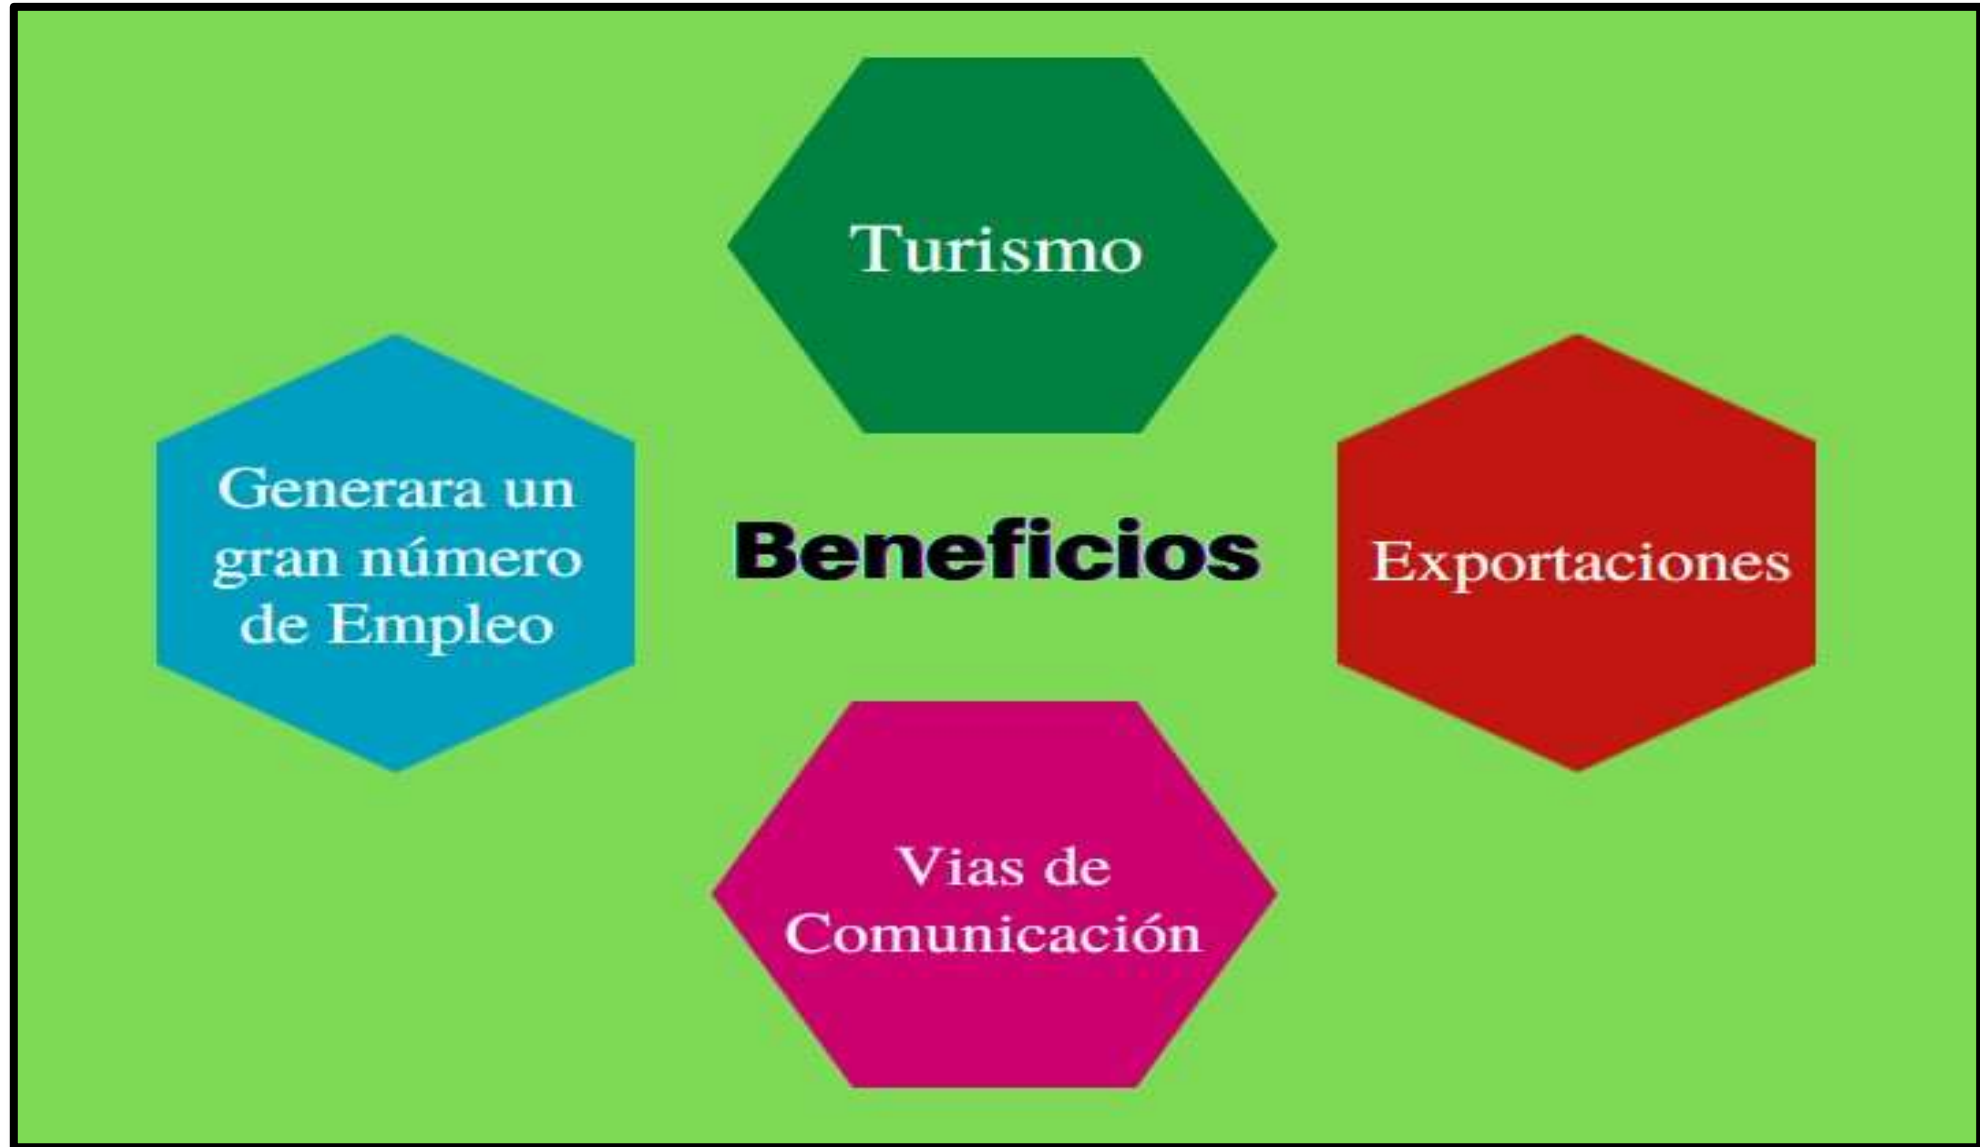 Turismo
Generara un
gran número
de Empleo
Beneficios
Exportaciones
Vias de
Comunicación